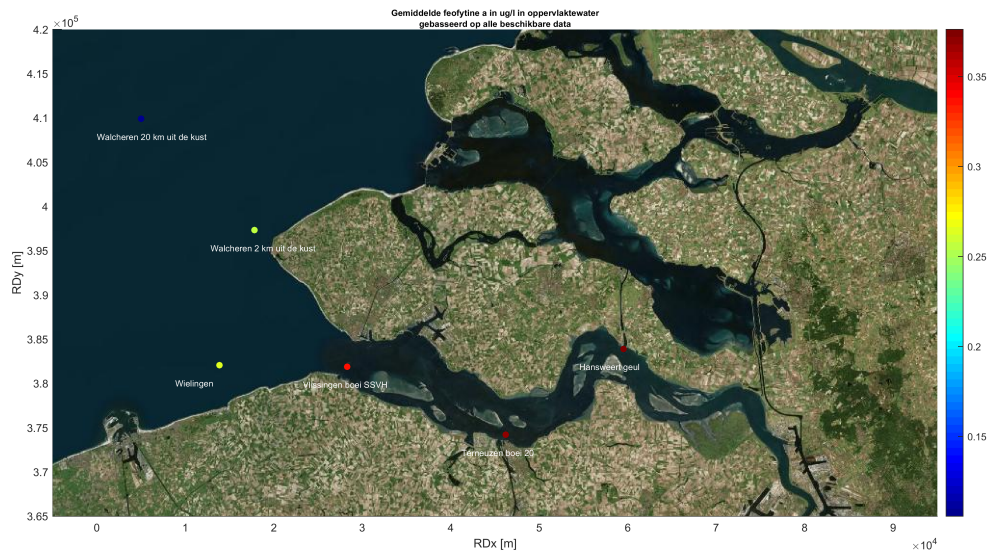 Gemiddelde feofytine a in ug/l in oppervlaktewater
gebasseerd op alle beschikbare data
×10⁵
4.2
4.15
4.1
4.05
4
3.95
3.9
3.85
3.8
3.75
3.7
3.65
RDy [m]
Walcheren 20 km uit de kust
Walcheren 2 km uit de kust
Wielingen
Vlissingen boei SSVH
Hansweert geul
Terneuzen boei 20
0.35
0.3
0.25
0.2
0.15
0 1 2 3 4 5 6 7 8 9
RDx [m]
×10⁴